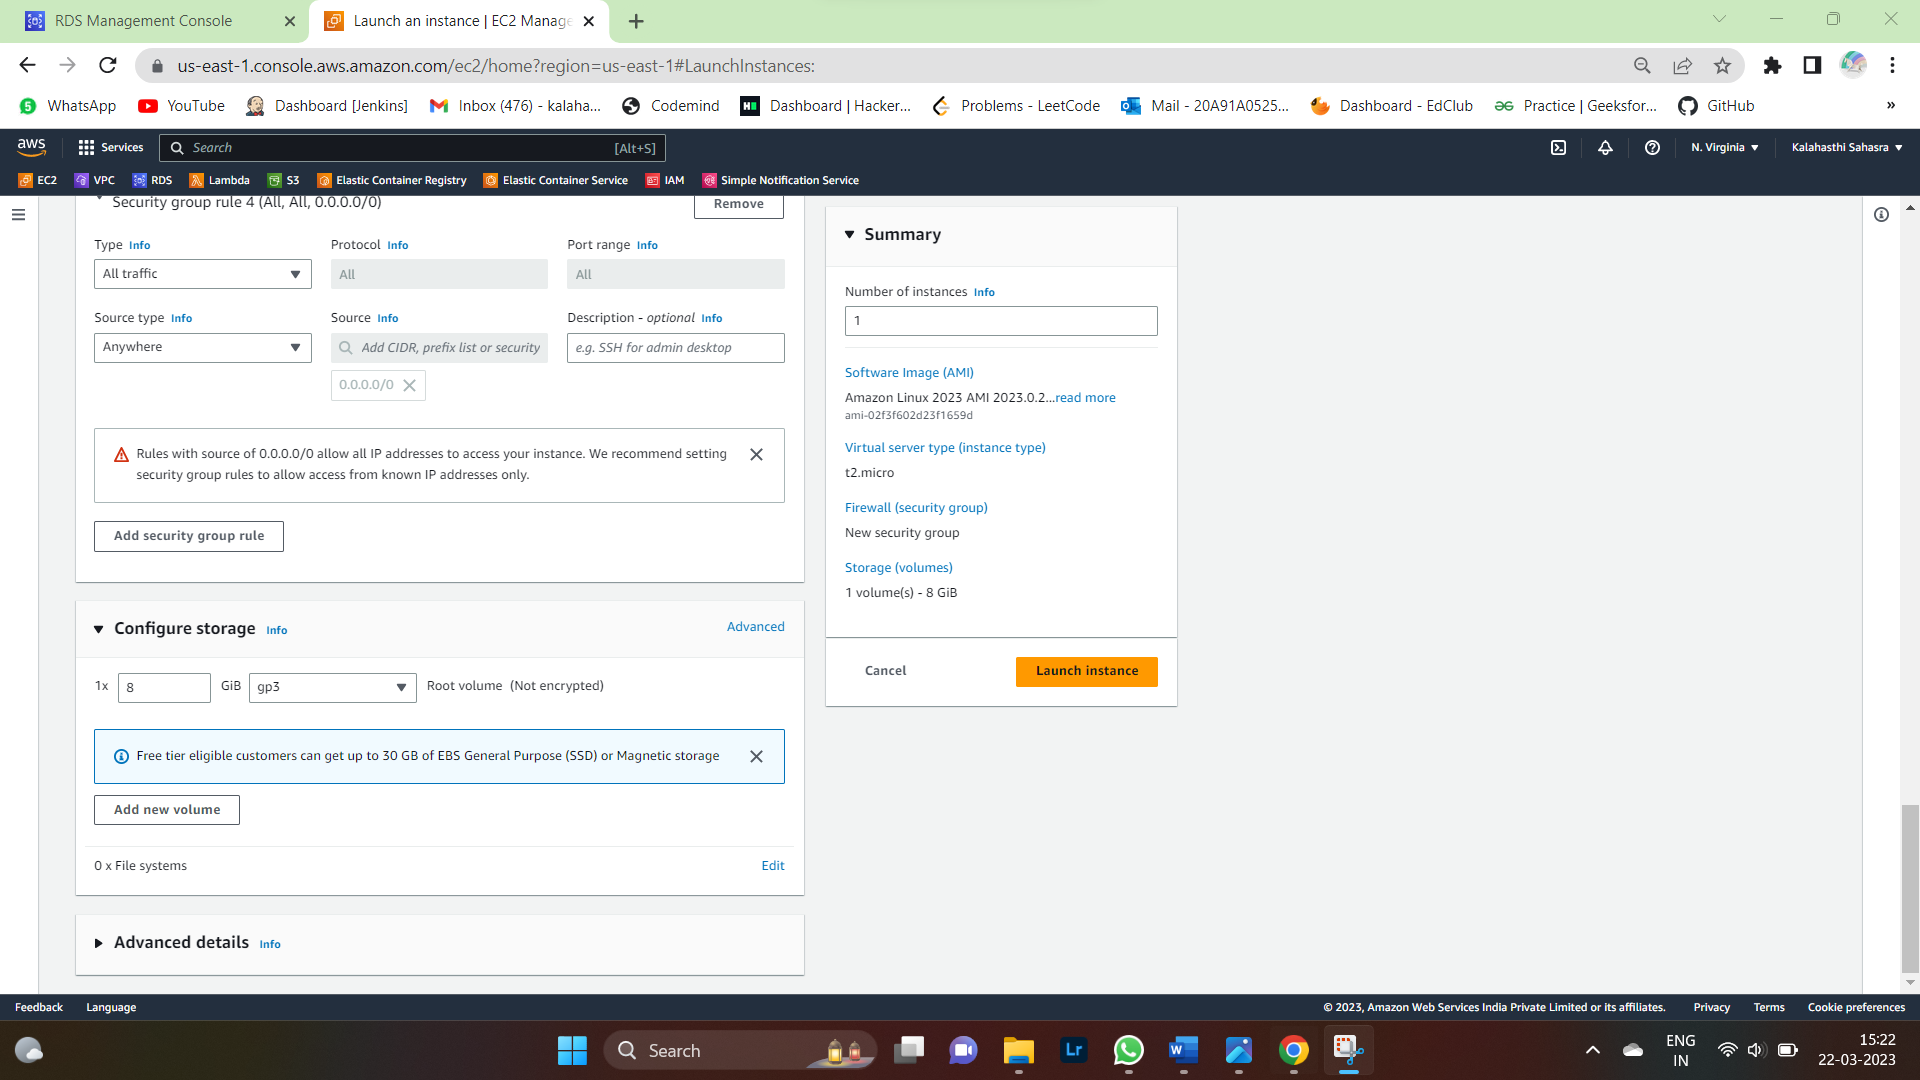 RDS Management Console
Launch an instance | EC2 Manage
us-east-1.console.aws.amazon.com/ec2/home?region=us-east-1#LaunchInstances:
WhatsApp YouTube Dashboard [Jenkins] Inbox (476) - kalaha... Codemind Dashboard | Hacker... Problems - LeetCode Mail - 20A91A0525... Dashboard - EdClub Practice | Geeksfor... GitHub »
aws Services Search [Alt+S] N. Virginia Kalahasthi Sahasra
EC2 VPC RDS Lambda S3 Elastic Container Registry Elastic Container Service IAM Simple Notification Service
Security group rule 4 (All, All, 0.0.0.0/0) Remove
Type Info Protocol Info Port range Info
All traffic All All
Source type Info Source Info Description - optional Info
Anywhere Add CIDR, prefix list or security e.g. SSH for admin desktop
0.0.0.0/0
Rules with source of 0.0.0.0/0 allow all IP addresses to access your instance. We recommend setting
security group rules to allow access from known IP addresses only.
Add security group rule
Configure storage Info Advanced
1x 8 GiB gp3 Root volume (Not encrypted)
Free tier eligible customers can get up to 30 GB of EBS General Purpose (SSD) or Magnetic storage
Add new volume
0 x File systems Edit
Advanced details Info
Summary
Number of instances Info
1
Software Image (AMI)
Amazon Linux 2023 AMI 2023.0.2...read more
ami-02f3f602d23f1659d
Virtual server type (instance type)
t2.micro
Firewall (security group)
New security group
Storage (volumes)
1 volume(s) - 8 GiB
Cancel Launch instance
Feedback Language © 2023, Amazon Web Services India Private Limited or its affiliates. Privacy Terms Cookie preferences
Search Lr W ENG 15:22
IN 22-03-2023